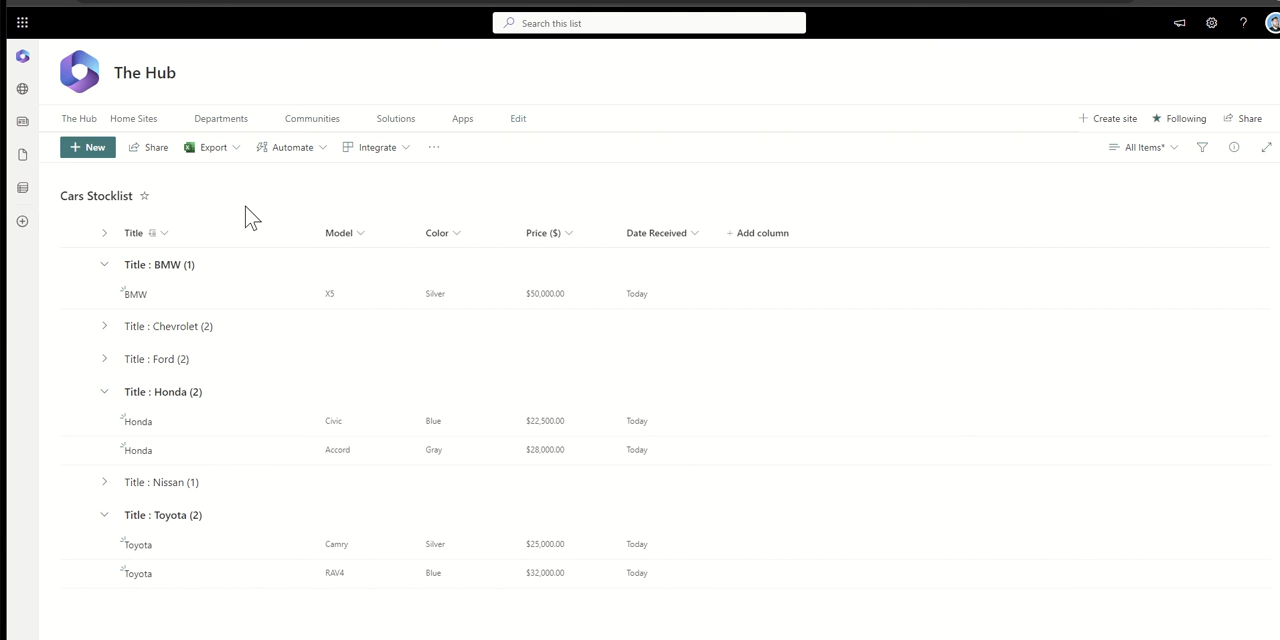 Search this list
?
The Hub
The Hub Home Sites Departments Communities Solutions Apps Edit + Create site Following Share
+ New Share Export Automate Integrate ... All Items*
Cars Stocklist
Title Model Color Price ($) Date Received + Add column
Title : BMW (1)
BMW X5 Silver $50,000.00 Today
Title : Chevrolet (2)
Title : Ford (2)
Title : Honda (2)
Honda Civic Blue $22,500.00 Today
Honda Accord Gray $28,000.00 Today
Title : Nissan (1)
Title : Toyota (2)
Toyota Camry Silver $25,000.00 Today
Toyota RAV4 Blue $32,000.00 Today